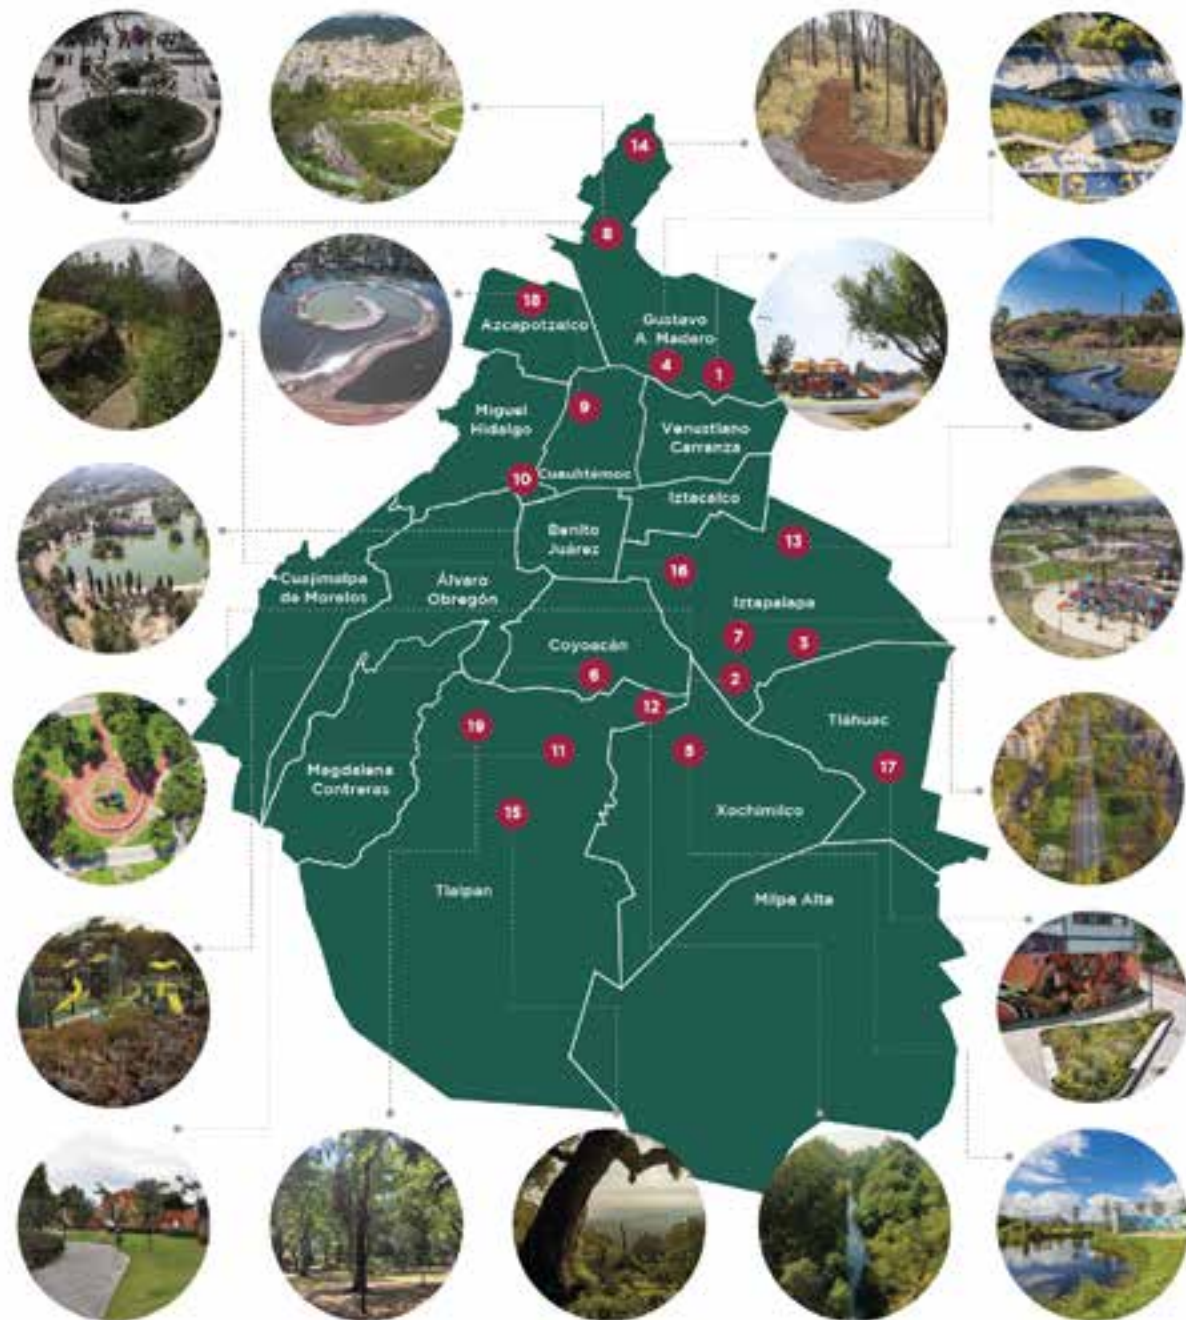 14
8
18
Azcapotzalco
Gustavo
A. Madero
4
1
9
Miguel
Hidalgo
Venustiano
Carranza
10
Cuauhtémoc
Iztacalco
Benito
Juárez
13
16
Cuajimalpa
de Morelos
Álvaro
Obregón
Iztapalapa
7
3
Coyoacán
6
2
12
Tláhuac
19
11
5
17
Magdalena
Contreras
15
Xochimilco
Tlalpan
Milpa Alta